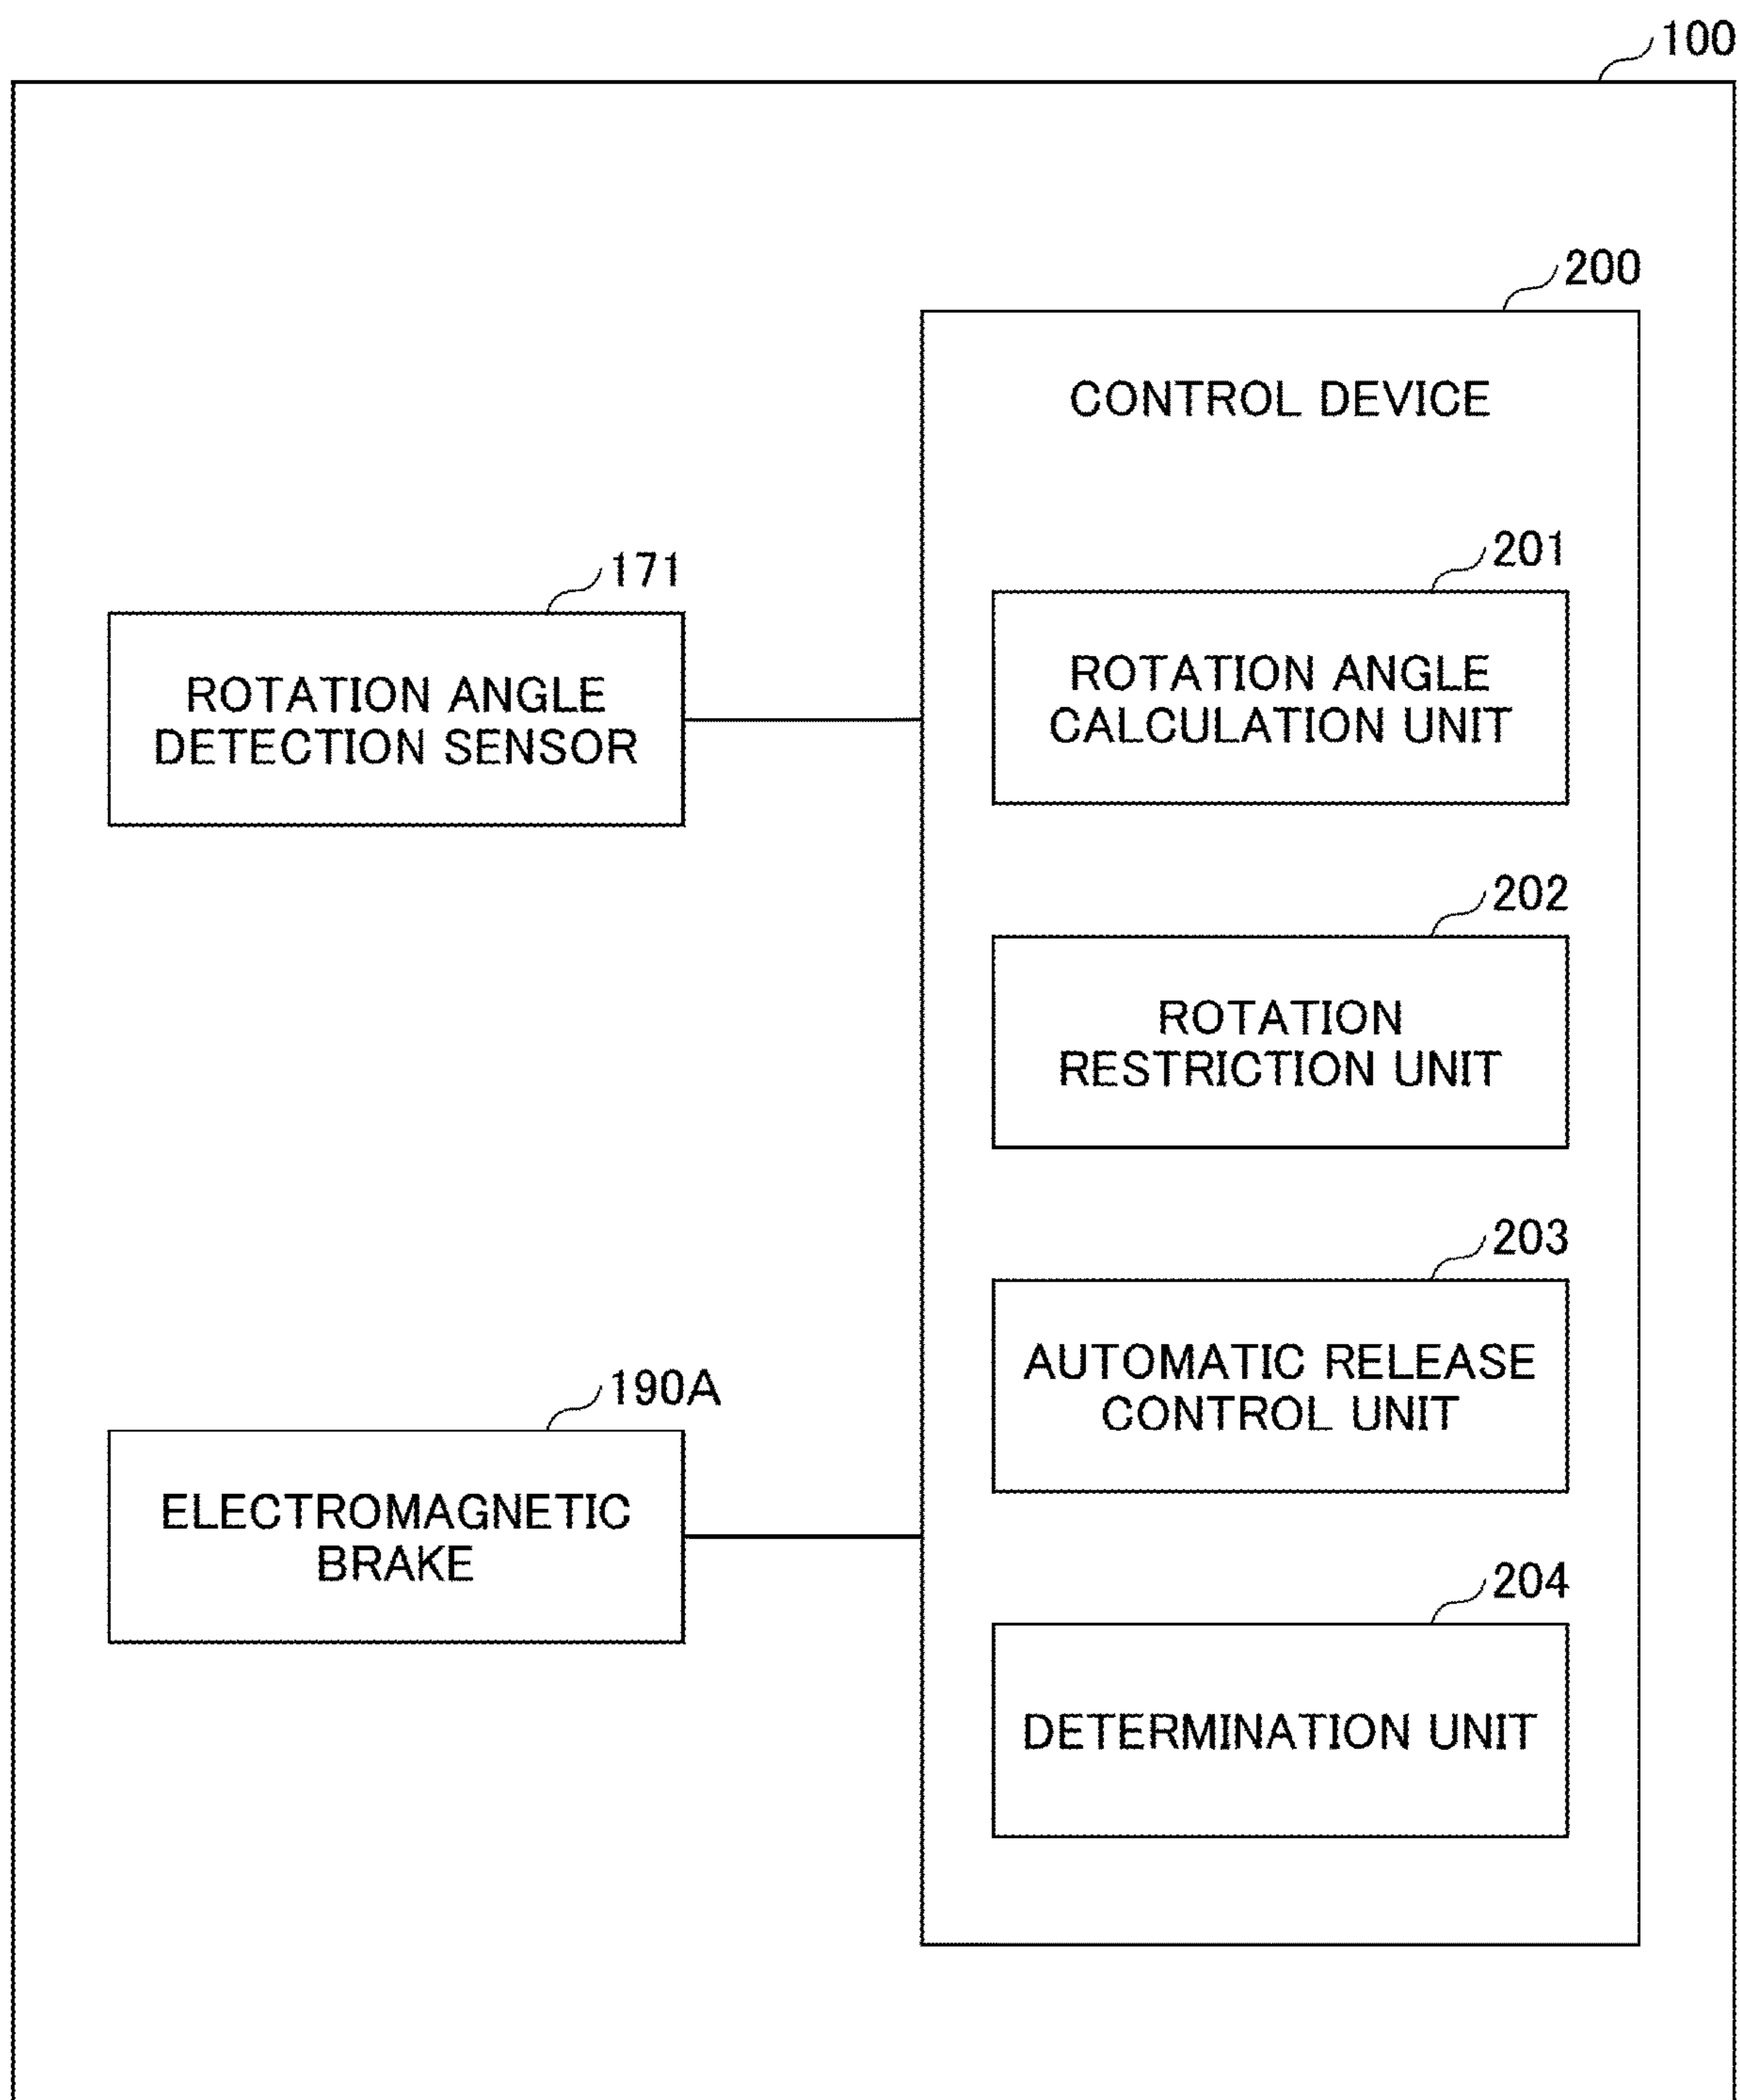 100
200
CONTROL DEVICE
171
ROTATION ANGLE
DETECTION SENSOR
201
ROTATION ANGLE
CALCULATION UNIT
202
ROTATION
RESTRICTION UNIT
203
AUTOMATIC RELEASE
CONTROL UNIT
190A
ELECTROMAGNETIC
BRAKE
204
DETERMINATION UNIT